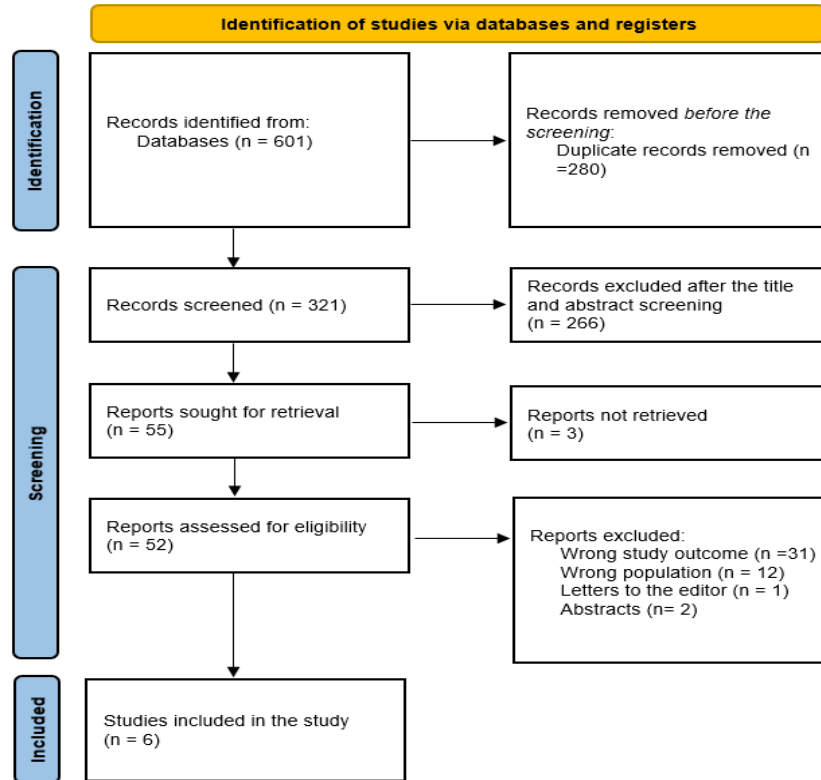 Identification of studies via databases and registers
Identification
Records identified from:
Databases (n = 601)
Records removed before the
screening:
Duplicate records removed (n
=280)
Screening
Records screened (n = 321)
Records excluded after the title
and abstract screening
(n = 266)
Reports sought for retrieval
(n = 55)
Reports not retrieved
(n = 3)
Reports assessed for eligibility
(n = 52)
Reports excluded:
Wrong study outcome (n =31)
Wrong population (n = 12)
Letters to the editor (n = 1)
Abstracts (n= 2)
Included
Studies included in the study
(n = 6)